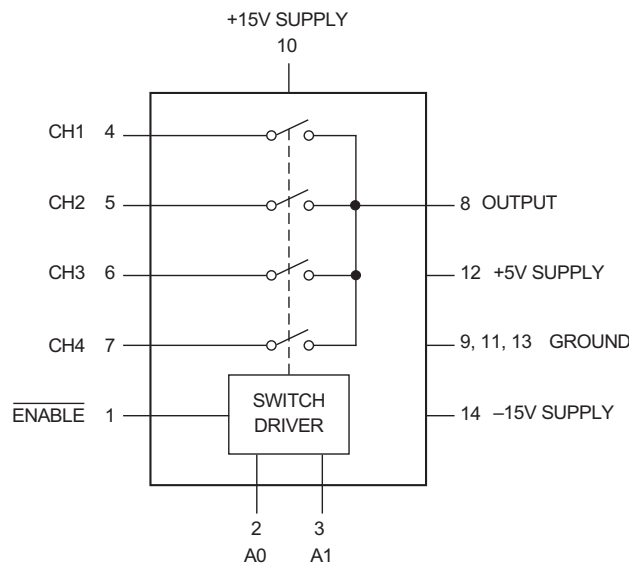 +15V SUPPLY
10
CH1 4
CH2 5
8 OUTPUT
CH3 6
12 +5V SUPPLY
CH4 7
9, 11, 13 GROUND
ENABLE 1
SWITCH
DRIVER
14 –15V SUPPLY
2
3
A0
A1